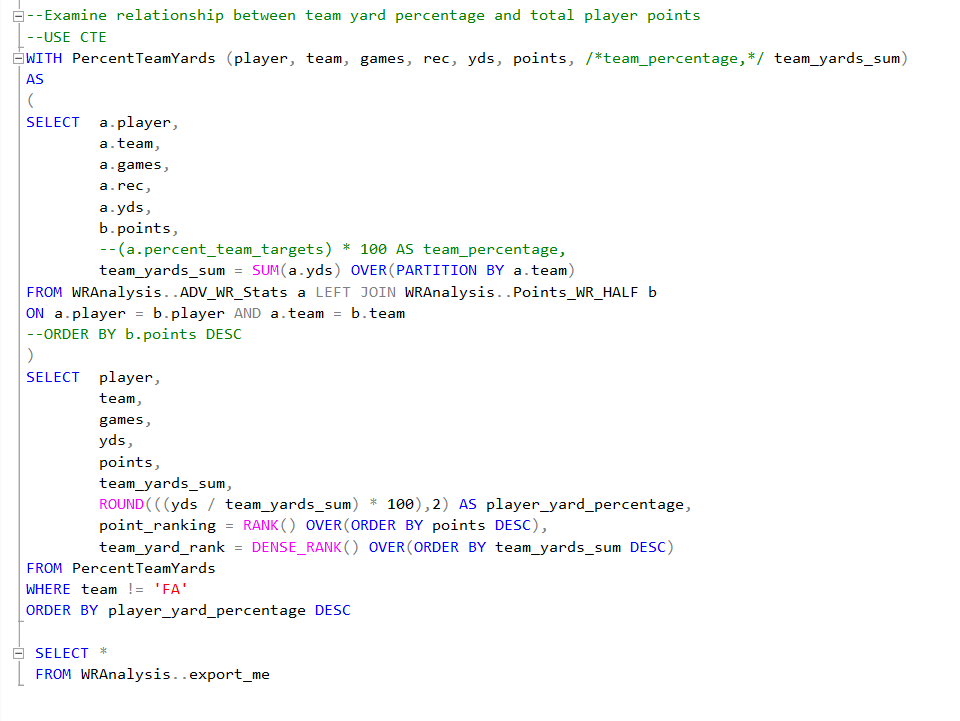 --Examine relationship between team yard percentage and total player points
--USE CTE
WITH PercentTeamYards (player, team, games, rec, yds, points, /*team_percentage,*/ team_yards_sum)
AS
(
SELECT  a.player,
        a.team,
        a.games,
        a.rec,
        a.yds,
        b.points,
        --(a.percent_team_targets) * 100 AS team_percentage,
        team_yards_sum = SUM(a.yds) OVER(PARTITION BY a.team)
FROM WRAnalysis..ADV_WR_Stats a LEFT JOIN WRAnalysis..Points_WR_HALF b
ON a.player = b.player AND a.team = b.team
--ORDER BY b.points DESC
)
SELECT  player,
        team,
        games,
        yds,
        points,
        team_yards_sum,
        ROUND(((yds / team_yards_sum) * 100),2) AS player_yard_percentage,
        point_ranking = RANK() OVER(ORDER BY points DESC),
        team_yard_rank = DENSE_RANK() OVER(ORDER BY team_yards_sum DESC)
FROM PercentTeamYards
WHERE team != 'FA'
ORDER BY player_yard_percentage DESC

 SELECT *
 FROM WRAnalysis..export_me